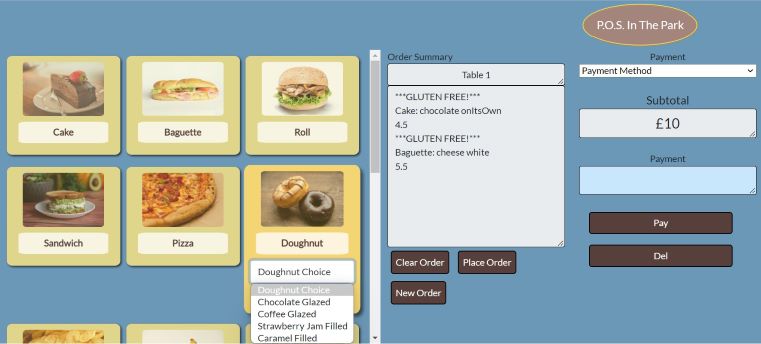 P.O.S. In The Park
Cake
Baguette
Roll
Sandwich
Pizza
Doughnut
Doughnut Choice
Doughnut Choice
Chocolate Glazed
Coffee Glazed
Strawberry Jam Filled
Caramel Filled
Order Summary
Table 1
***GLUTEN FREE!***
Cake: chocolate onItsOwn
4.5
***GLUTEN FREE!***
Baguette: cheese white
5.5
Clear Order
Place Order
New Order
Payment
Payment Method
Subtotal
£10
Payment
Pay
Del